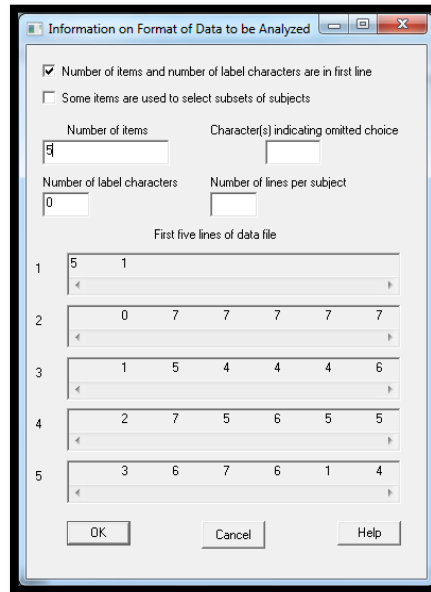 Information on Format of Data to be Analyzed
Number of items and number of label characters are in first line
Some items are used to select subsets of subjects
Number of items Character(s) indicating omitted choice
5
Number of label characters Number of lines per subject
0
First five lines of data file
1 5 1
2 0 7 7 7 7 7
3 1 5 4 4 4 6
4 2 7 5 6 5 5
5 3 6 7 6 1 4
OK Cancel Help